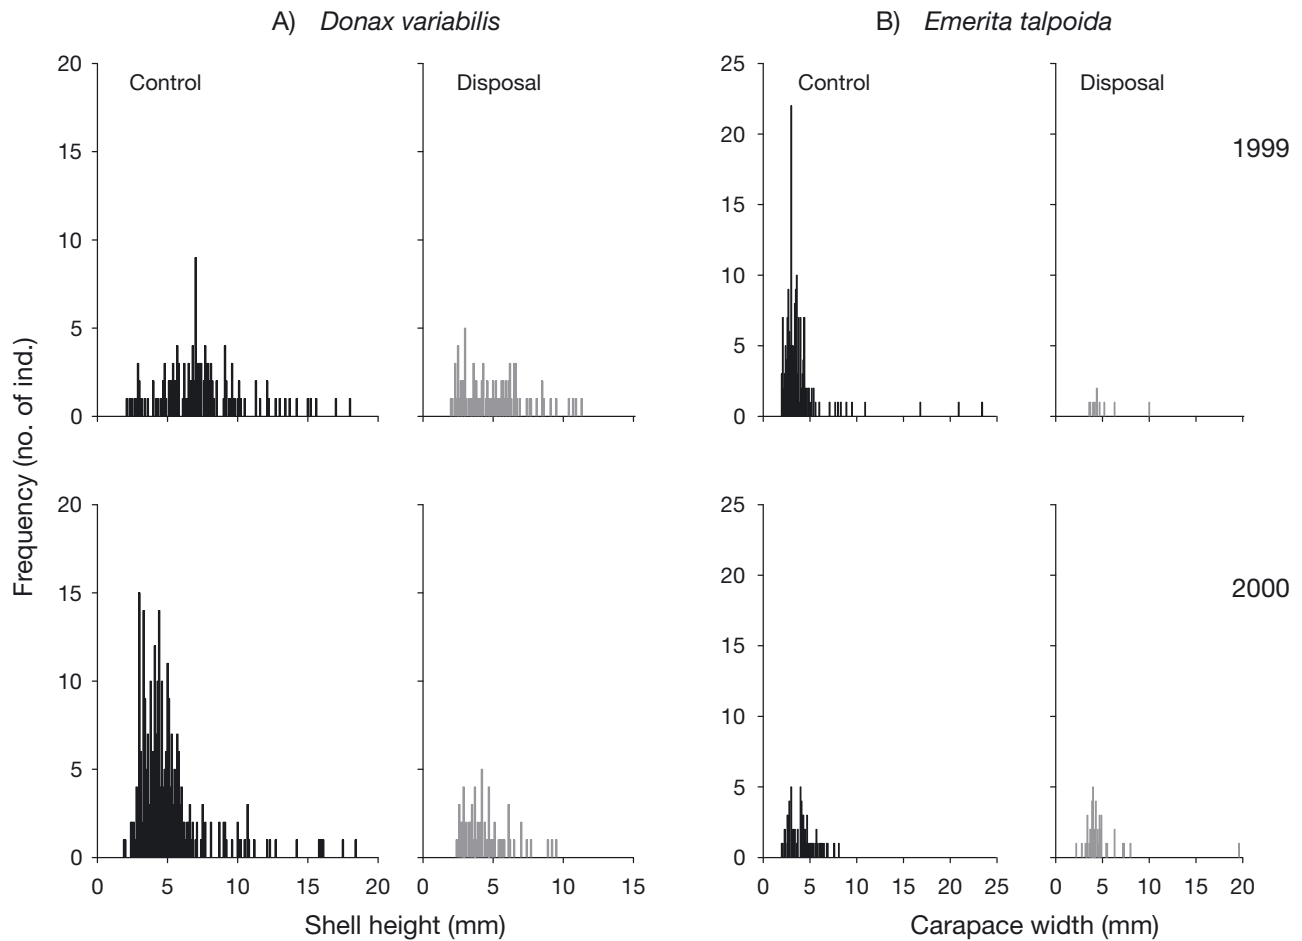 A) Donax variabilis
B) Emerita talpoida
Control
Disposal
Control
Disposal
1999
20
15
10
5
0
25
20
15
10
5
0
Frequency (no. of ind.)
2000
20
15
10
5
0
25
20
15
10
5
0
0 5 10 15 20
0 5 10 15
0 5 10 15 20 25
0 5 10 15 20
Shell height (mm)
Carapace width (mm)